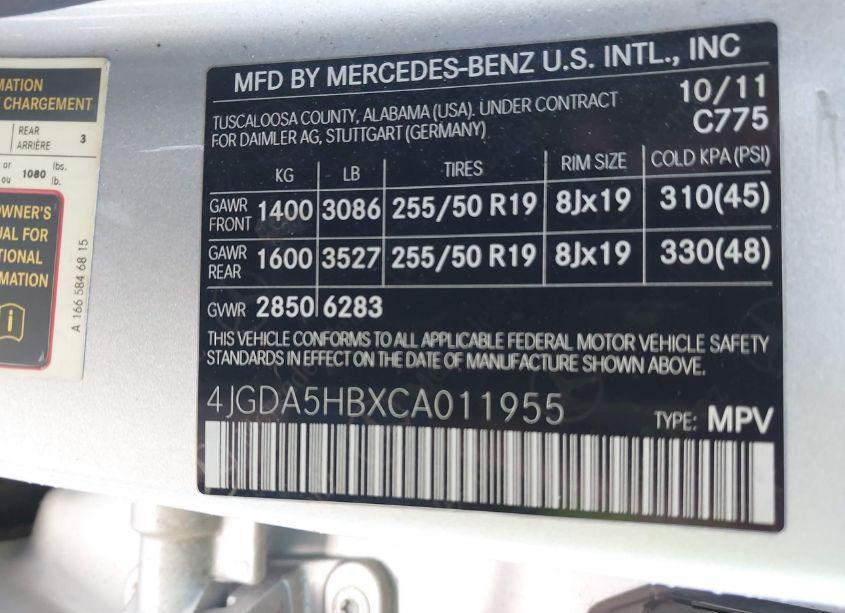 MATION
CHARGEMENT
REAR
ARRIÈRE 3
or
ou 1080 lbs.
lb.
OWNER'S
UAL FOR
TIONAL
RMATION
A 166 584 68 15
MFD BY MERCEDES-BENZ U.S. INTL., INC
TUSCALOOSA COUNTY, ALABAMA (USA). UNDER CONTRACT 10/11
FOR DAIMLER AG, STUTTGART (GERMANY) C775
KG LB TIRES RIM SIZE COLD KPA (PSI)
GAWR FRONT 1400 3086 255/50 R19 8Jx19 310(45)
GAWR REAR 1600 3527 255/50 R19 8Jx19 330(48)
GVWR 2850 6283
THIS VEHICLE CONFORMS TO ALL APPLICABLE FEDERAL MOTOR VEHICLE SAFETY
STANDARDS IN EFFECT ON THE DATE OF MANUFACTURE SHOWN ABOVE.
4JGDA5HBXCA011955 TYPE: MPV